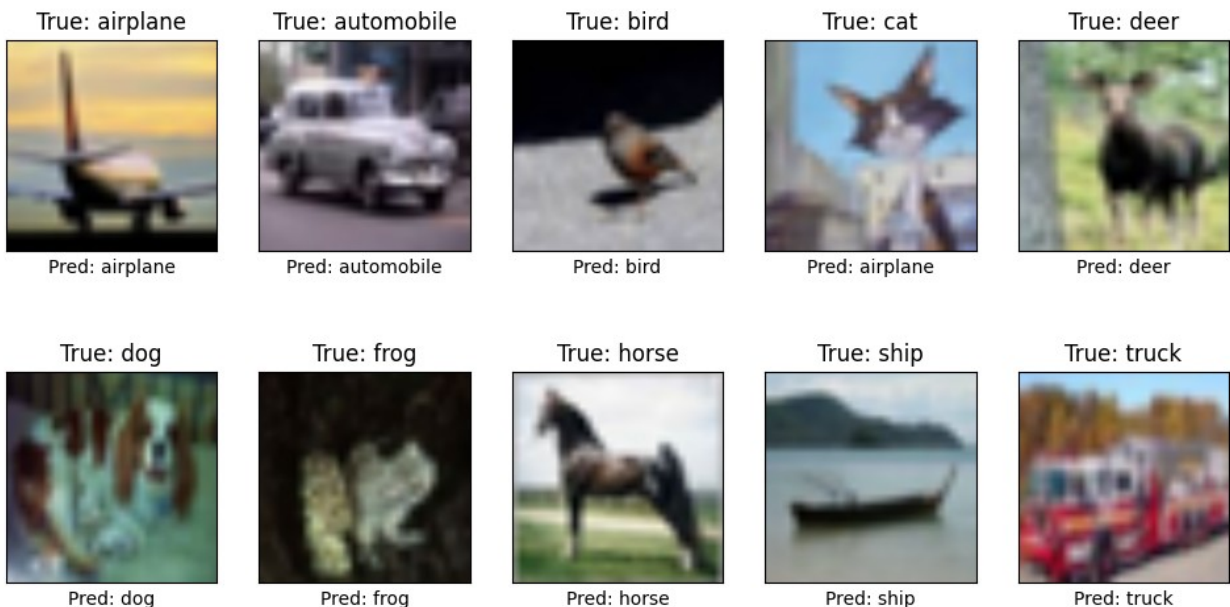 True: airplane
True: automobile
True: bird
True: cat
True: deer
Pred: airplane
Pred: automobile
Pred: bird
Pred: airplane
Pred: deer
True: dog
True: frog
True: horse
True: ship
True: truck
Pred: dog
Pred: frog
Pred: horse
Pred: ship
Pred: truck